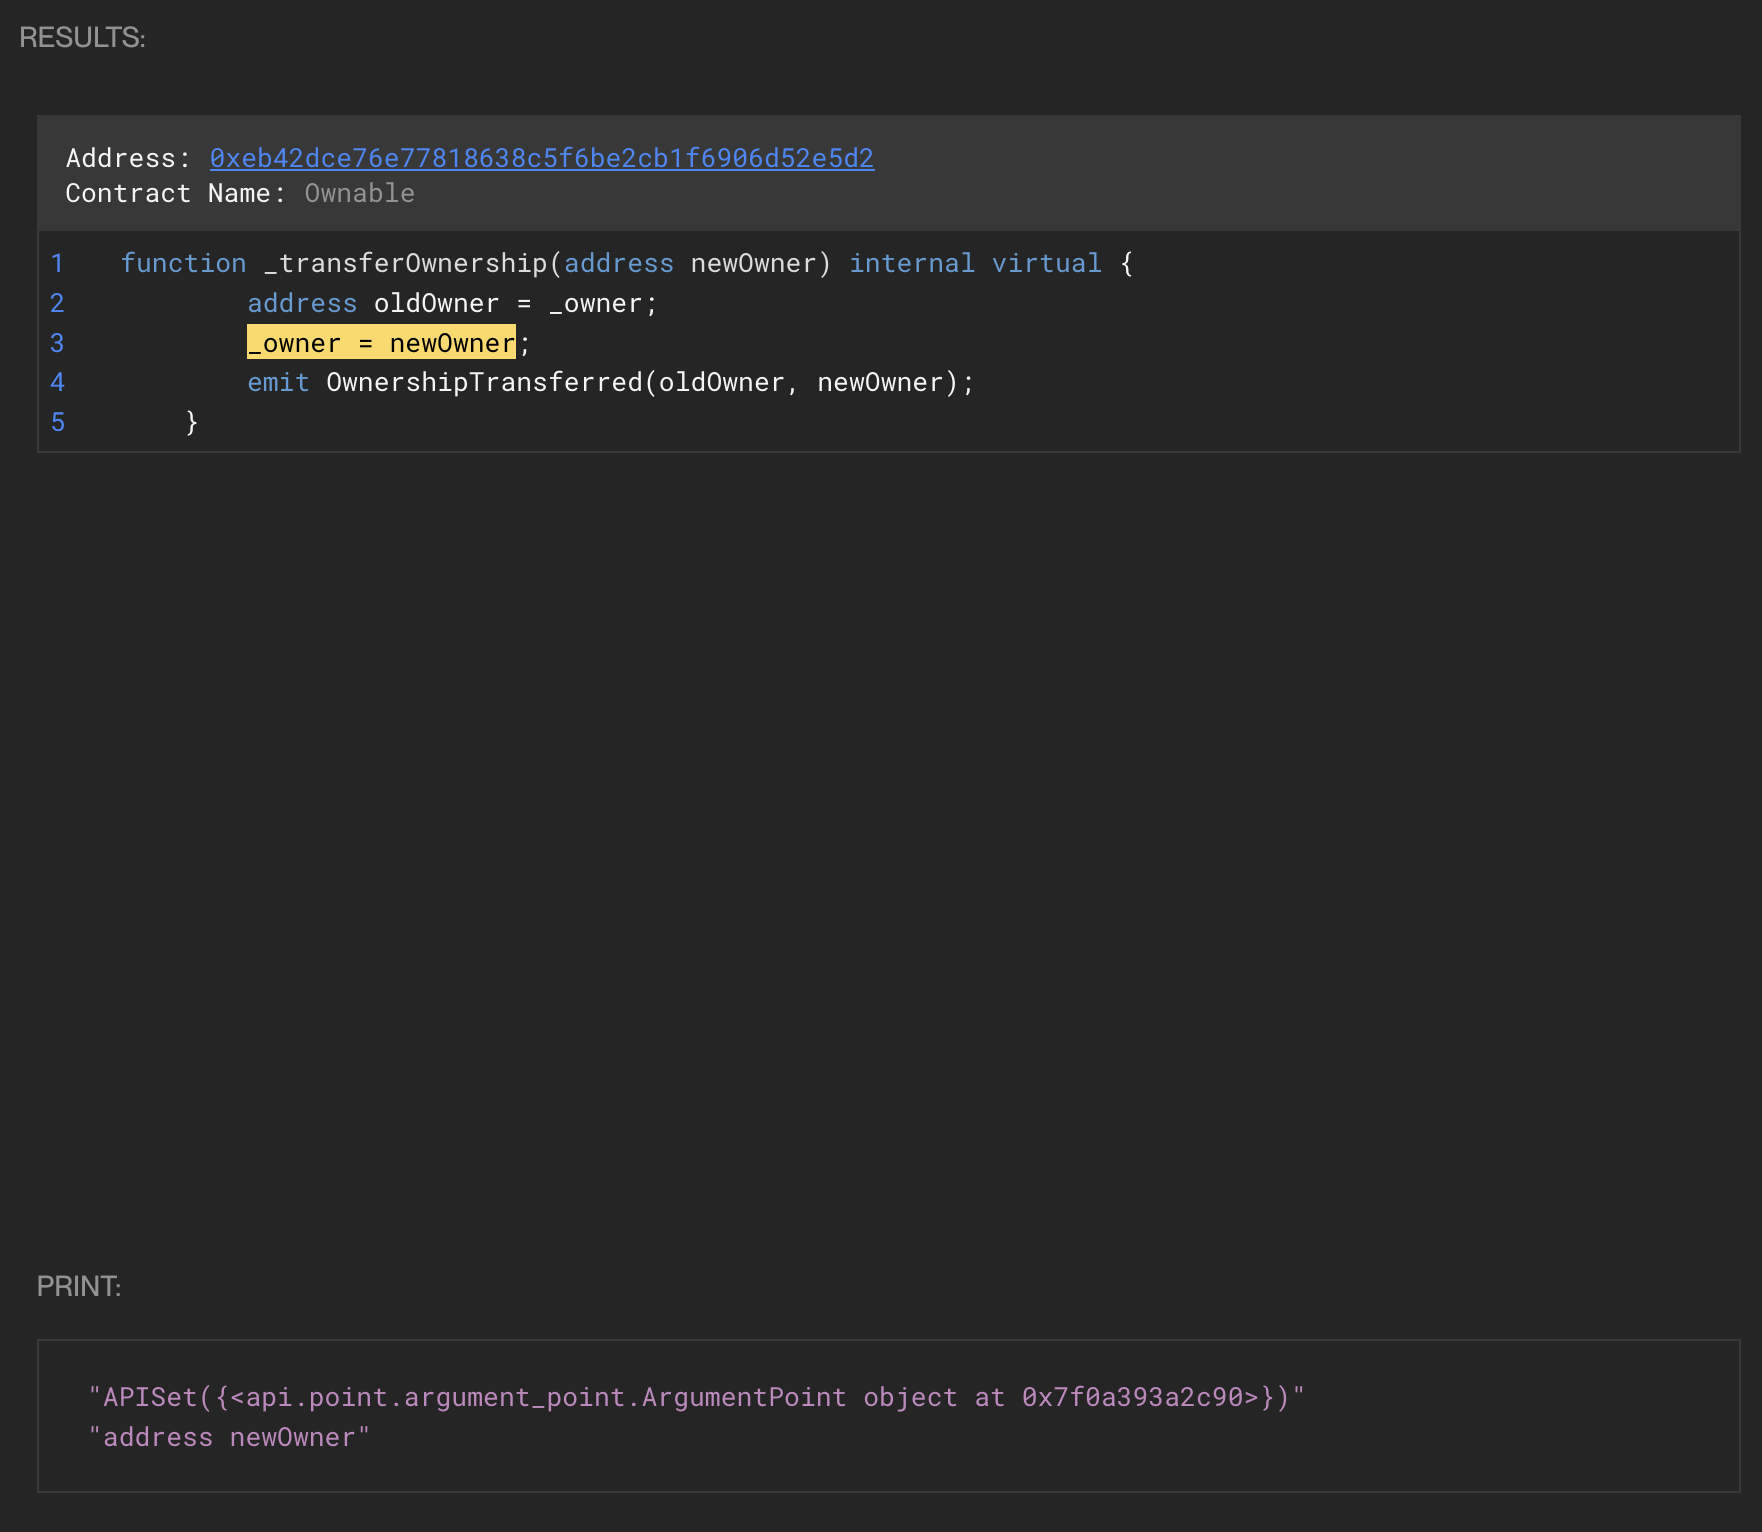 RESULTS:
Address: 0xeb42dce76e77818638c5f6be2cb1f6906d52e5d2
Contract Name: Ownable
1 function _transferOwnership(address newOwner) internal virtual {
2 address oldOwner = _owner;
3 _owner = newOwner;
4 emit OwnershipTransferred(oldOwner, newOwner);
5 }
PRINT:
"APISet({<api.point.argument_point.ArgumentPoint object at 0x7f0a393a2c90>})"
"address newOwner"